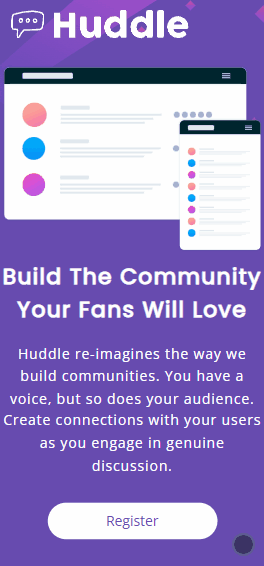 Huddle
Build The Community
Your Fans Will Love
Huddle re-imagines the way we
build communities. You have a
voice, but so does your audience.
Create connections with your users
as you engage in genuine
discussion.
Register